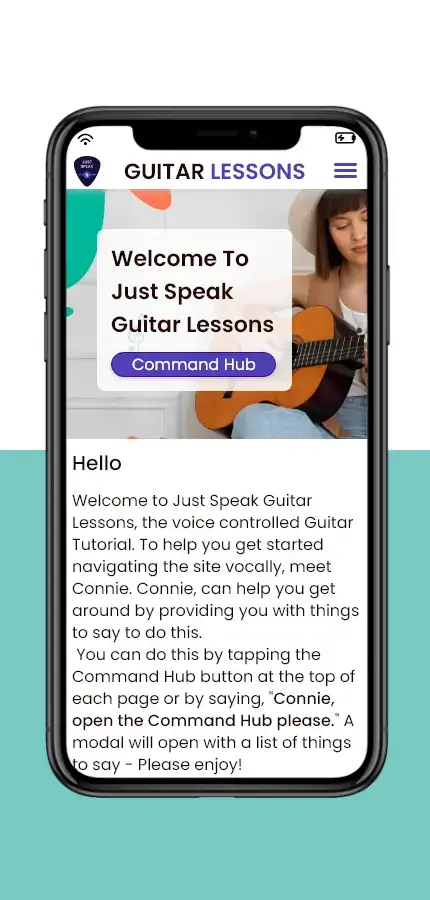 JUST
SPEAK
GUITAR LESSONS
Welcome To
Just Speak
Guitar Lessons
Command Hub
Hello
Welcome to Just Speak Guitar
Lessons, the voice controlled Guitar
Tutorial. To help you get started
navigating the site vocally, meet
Connie. Connie, can help you get
around by providing you with things
to say to do this.
You can do this by tapping the
Command Hub button at the top of
each page or by saying, "Connie,
open the Command Hub please." A
modal will open with a list of things
to say - Please enjoy!